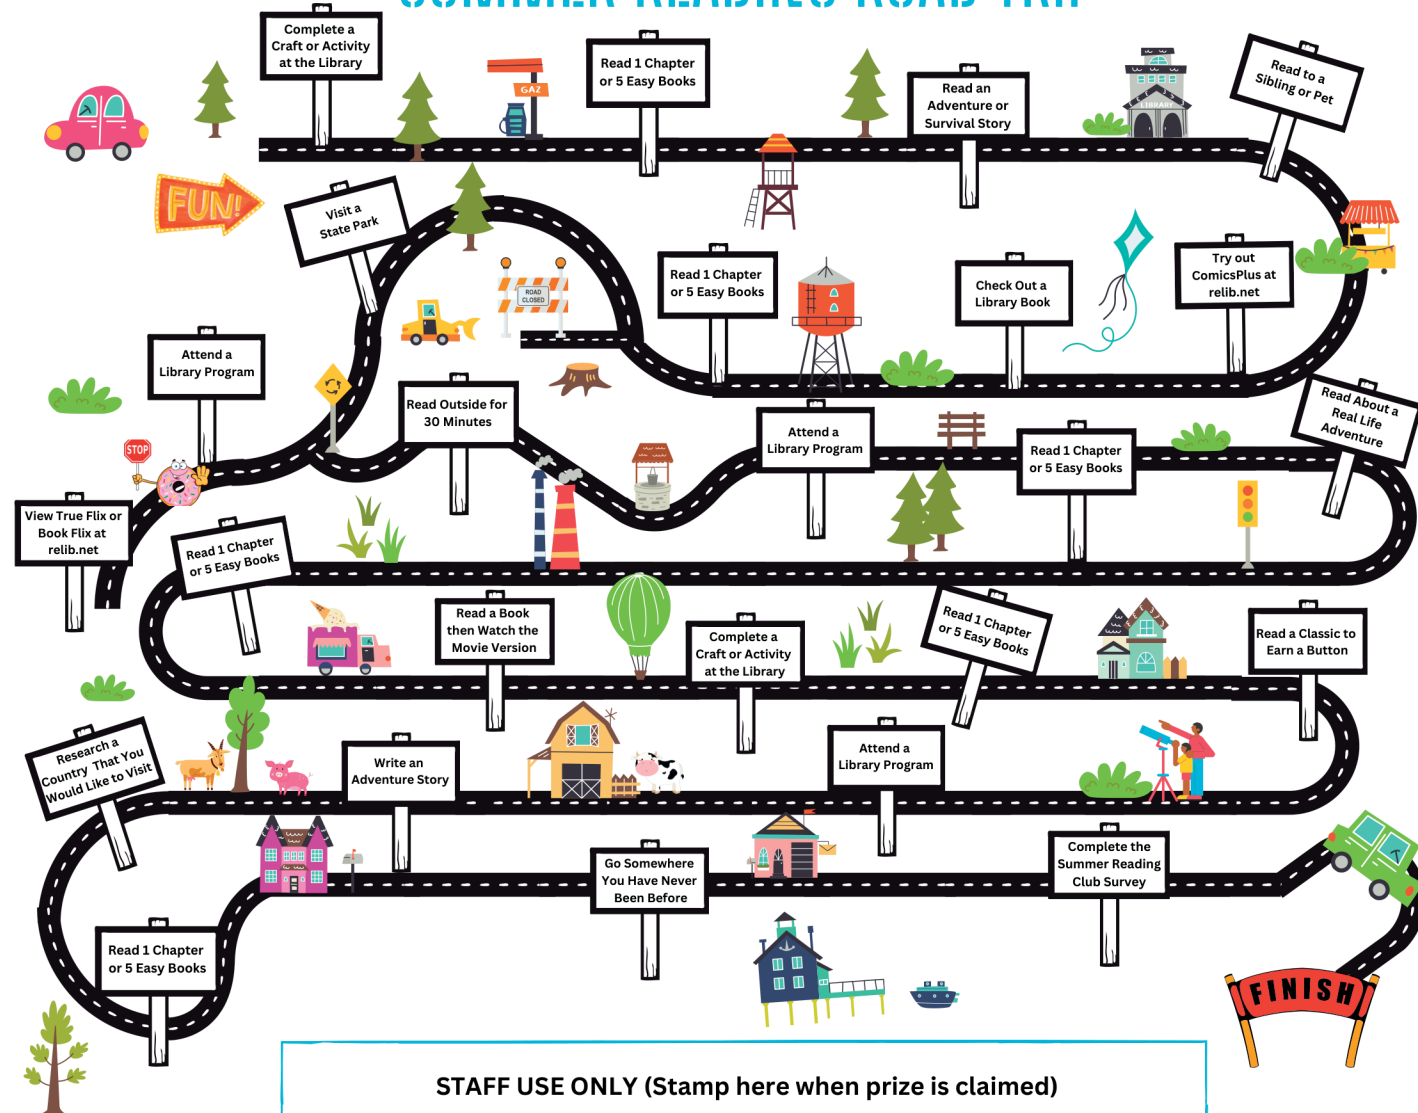 SUMMER READING ROAD TRIP
Complete a
Craft or Activity
at the Library
GAZ
Read 1 Chapter
or 5 Easy Books
Read an
Adventure or
Survival Story
LIBRARY
Read to a
Sibling or Pet
FUN!
Visit a
State Park
ROAD
CLOSED
Read 1 Chapter
or 5 Easy Books
Check Out a
Library Book
Try out
ComicsPlus at
relib.net
Attend a
Library Program
STOP
Read Outside for
30 Minutes
Attend a
Library Program
Read 1 Chapter
or 5 Easy Books
Read About a
Real Life
Adventure
View True Flix or
Book Flix at
relib.net
Read 1 Chapter
or 5 Easy Books
Read a Book
then Watch the
Movie Version
Complete a
Craft or Activity
at the Library
Read 1 Chapter
or 5 Easy Books
Read a Classic to
Earn a Button
Research a
Country That You
Would Like to Visit
Write an
Adventure Story
Attend a
Library Program
Read 1 Chapter
or 5 Easy Books
Go Somewhere
You Have Never
Been Before
Complete the
Summer Reading
Club Survey
FINISH
STAFF USE ONLY (Stamp here when prize is claimed)